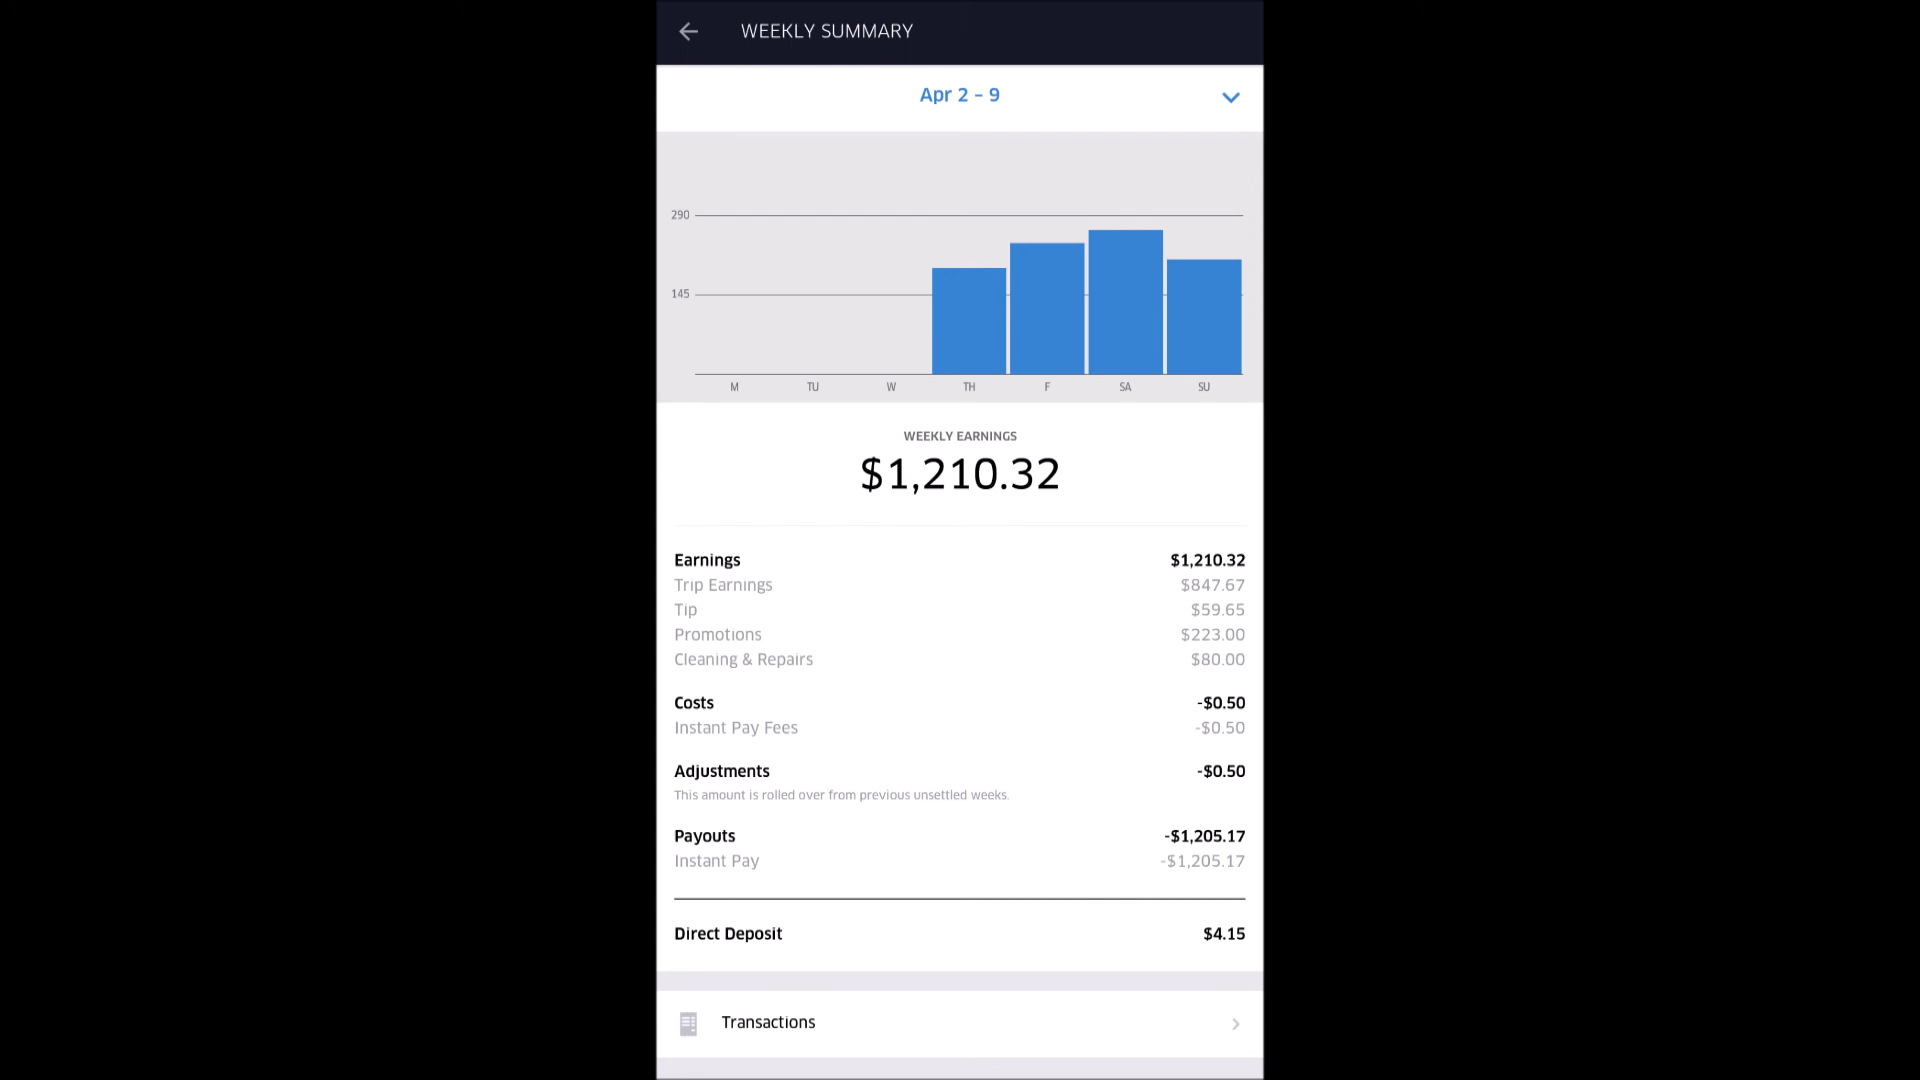 WEEKLY SUMMARY
Apr 2 – 9
290
145
M TU W TH F SA SU
WEEKLY EARNINGS
$1,210.32
Earnings $1,210.32
Trip Earnings $847.67
Tip $59.65
Promotions $223.00
Cleaning & Repairs $80.00
Costs -$0.50
Instant Pay Fees -$0.50
Adjustments -$0.50
This amount is rolled over from previous unsettled weeks.
Payouts -$1,205.17
Instant Pay -$1,205.17
Direct Deposit $4.15
Transactions